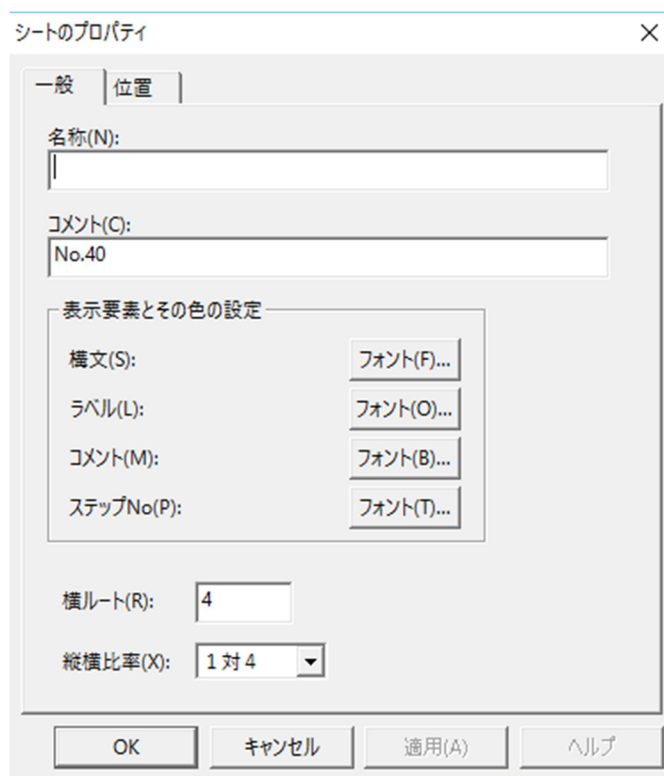 シートのプロパティ
一般 位置
名称(N):
コメント(C):
No.40
表示要素とその色の設定
構文(S): フォント(F)...
ラベル(L): フォント(O)...
コメント(M): フォント(B)...
ステップNo(P): フォント(T)...
横ルート(R): 4
縦横比率(X): 1 対 4
OK キャンセル 適用(A) ヘルプ